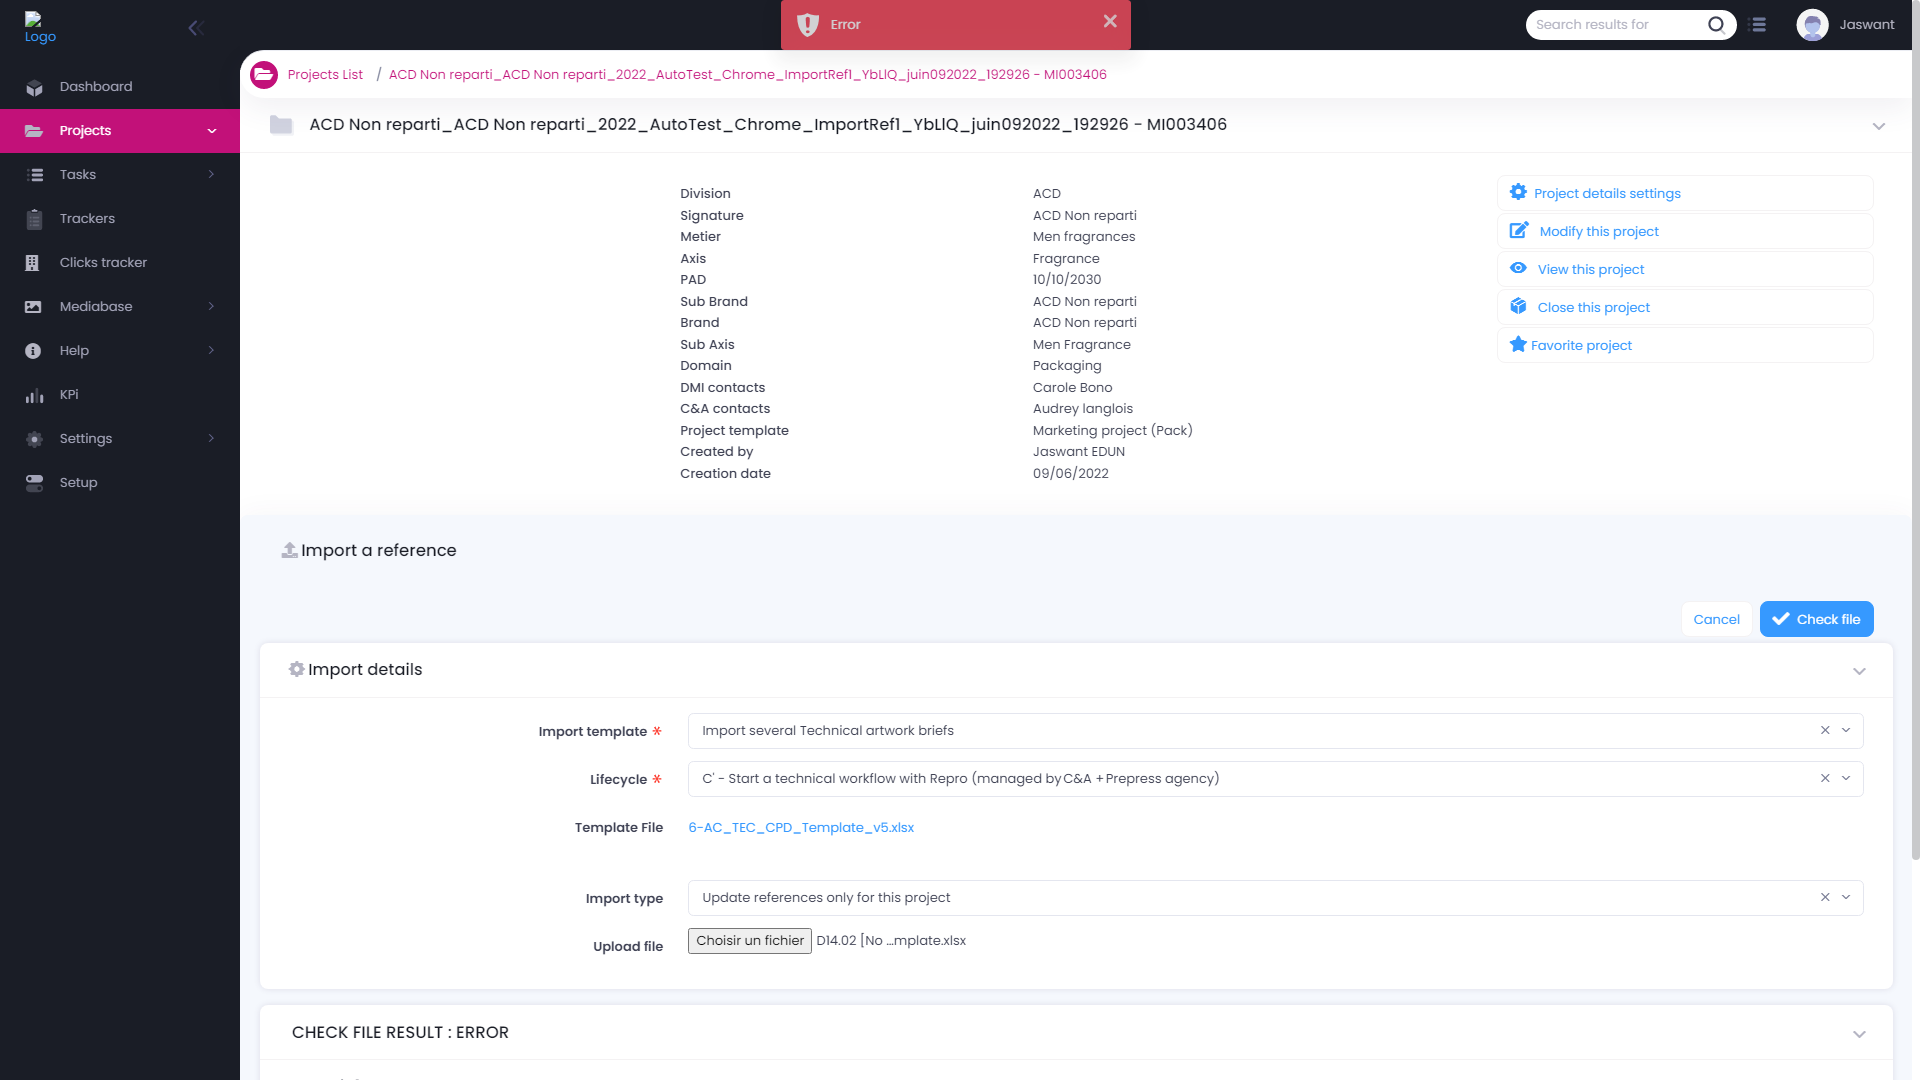 Logo
Error
Search results for
Jaswant
Projects List / ACD Non reparti_ACD Non reparti_2022_AutoTest_Chrome_ImportRef1_YbLlQ_juin092022_192926 - MI003406
Dashboard
Projects
Tasks
Trackers
Clicks tracker
Mediabase
Help
KPi
Settings
Setup
ACD Non reparti_ACD Non reparti_2022_AutoTest_Chrome_ImportRef1_YbLlQ_juin092022_192926 - MI003406
Division ACD
Signature ACD Non reparti
Metier Men fragrances
Axis Fragrance
PAD 10/10/2030
Sub Brand ACD Non reparti
Brand ACD Non reparti
Sub Axis Men Fragrance
Domain Packaging
DMI contacts Carole Bono
C&A contacts Audrey langlois
Project template Marketing project (Pack)
Created by Jaswant EDUN
Creation date 09/06/2022
Project details settings
Modify this project
View this project
Close this project
Favorite project
Import a reference
Cancel
Check file
Import details
Import template * Import several Technical artwork briefs
Lifecycle * C' - Start a technical workflow with Repro (managed by C&A + Prepress agency)
Template File 6-AC_TEC_CPD_Template_v5.xlsx
Import type Update references only for this project
Upload file Choisir un fichier D14.02 [No ...mplate.xlsx
CHECK FILE RESULT : ERROR